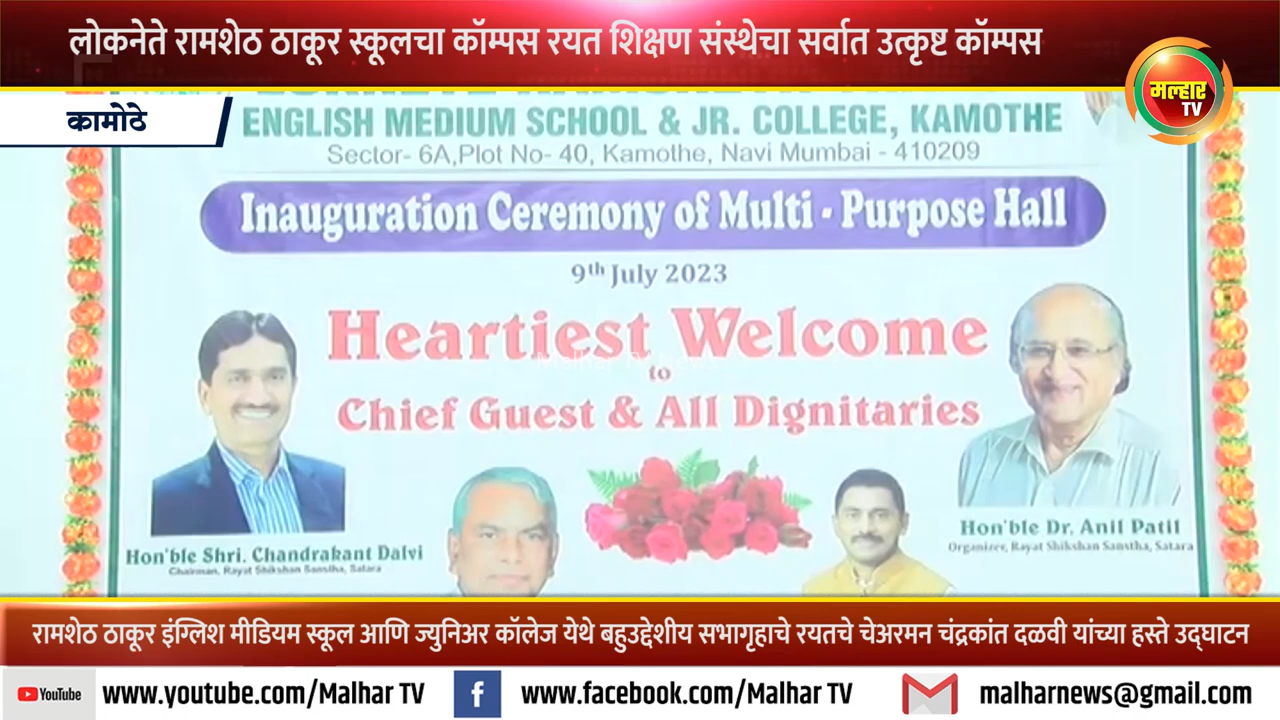 लोकनेते रामशेठ ठाकूर स्कूलचा कॉम्पस रयत शिक्षण संस्थेचा सर्वात उत्कृष्ट कॉम्पस
मल्हार
TV
कामोठे
ENGLISH MEDIUM SCHOOL & JR. COLLEGE, KAMOTHE
Sector- 6A,Plot No- 40, Kamothe, Navi Mumbai - 410209
Inauguration Ceremony of Multi - Purpose Hall
9th July 2023
Heartiest Welcome
to
Chief Guest & All Dignitaries
Hon'ble Shri. Chandrakant Dalvi
Chairman, Rayat Shikshan Sanstha, Satara
Hon'ble Dr. Anil Patil
Organizer, Rayat Shikshan Sanstha, Satara
रामशेठ ठाकूर इंग्लिश मीडियम स्कूल आणि ज्युनिअर कॉलेज येथे बहुउद्देशीय सभागृहाचे रयतचे चेअरमन चंद्रकांत दळवी यांच्या हस्ते उद्घाटन
YouTube www.youtube.com/Malhar TV www.facebook.com/Malhar TV malharnews@gmail.com